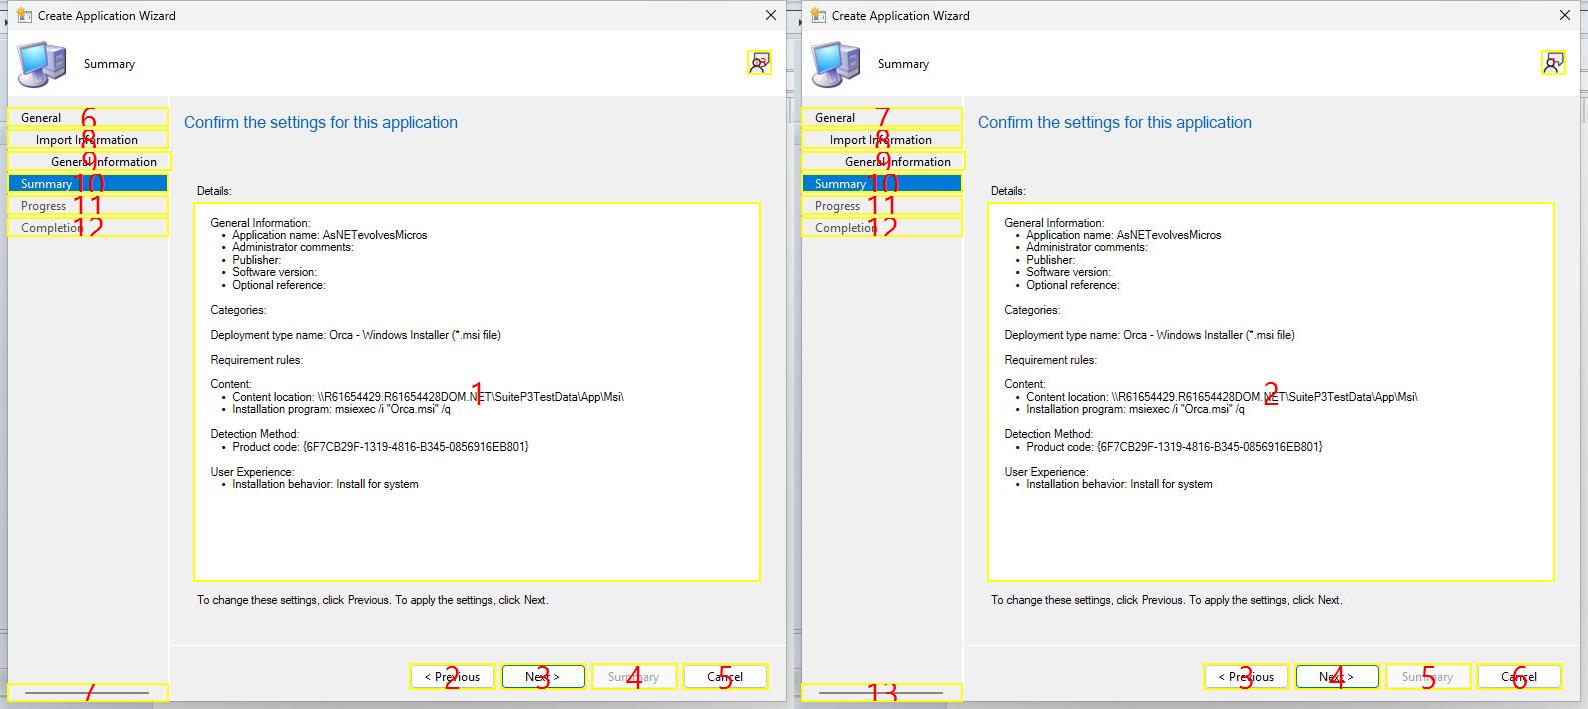 Create Application Wizard
Summary
13
General 6
Import Information 8
General Information 9
Summary 10
Progress 11
Completion 12
7
Confirm the settings for this application
Details:
General Information:
• Application name: AsNETevolvesMicros
• Administrator comments:
• Publisher:
• Software version:
• Optional reference:
Categories:
Deployment type name: Orca - Windows Installer (*.msi file)
Requirement rules:
Content:
1
• Content location: \\R61654429.R61654428DOM.NET\SuiteP3TestData\App\Msi\
• Installation program: msiexec /i "Orca.msi" /q
Detection Method:
• Product code: {6F7CB29F-1319-4816-B345-0856916EB801}
User Experience:
• Installation behavior: Install for system
To change these settings, click Previous. To apply the settings, click Next.
< Previous 2
Next > 3
Summary 4
Cancel 5
Create Application Wizard
Summary
General 7
Import Information 8
General Information 9
Summary 10
Progress 11
Completion 12
13
Confirm the settings for this application
Details:
General Information:
• Application name: AsNETevolvesMicros
• Administrator comments:
• Publisher:
• Software version:
• Optional reference:
Categories:
Deployment type name: Orca - Windows Installer (*.msi file)
Requirement rules:
Content:
2
• Content location: \\R61654429.R61654428DOM.NET\SuiteP3TestData\App\Msi\
• Installation program: msiexec /i "Orca.msi" /q
Detection Method:
• Product code: {6F7CB29F-1319-4816-B345-0856916EB801}
User Experience:
• Installation behavior: Install for system
To change these settings, click Previous. To apply the settings, click Next.
< Previous 3
Next > 4
Summary 5
Cancel 6